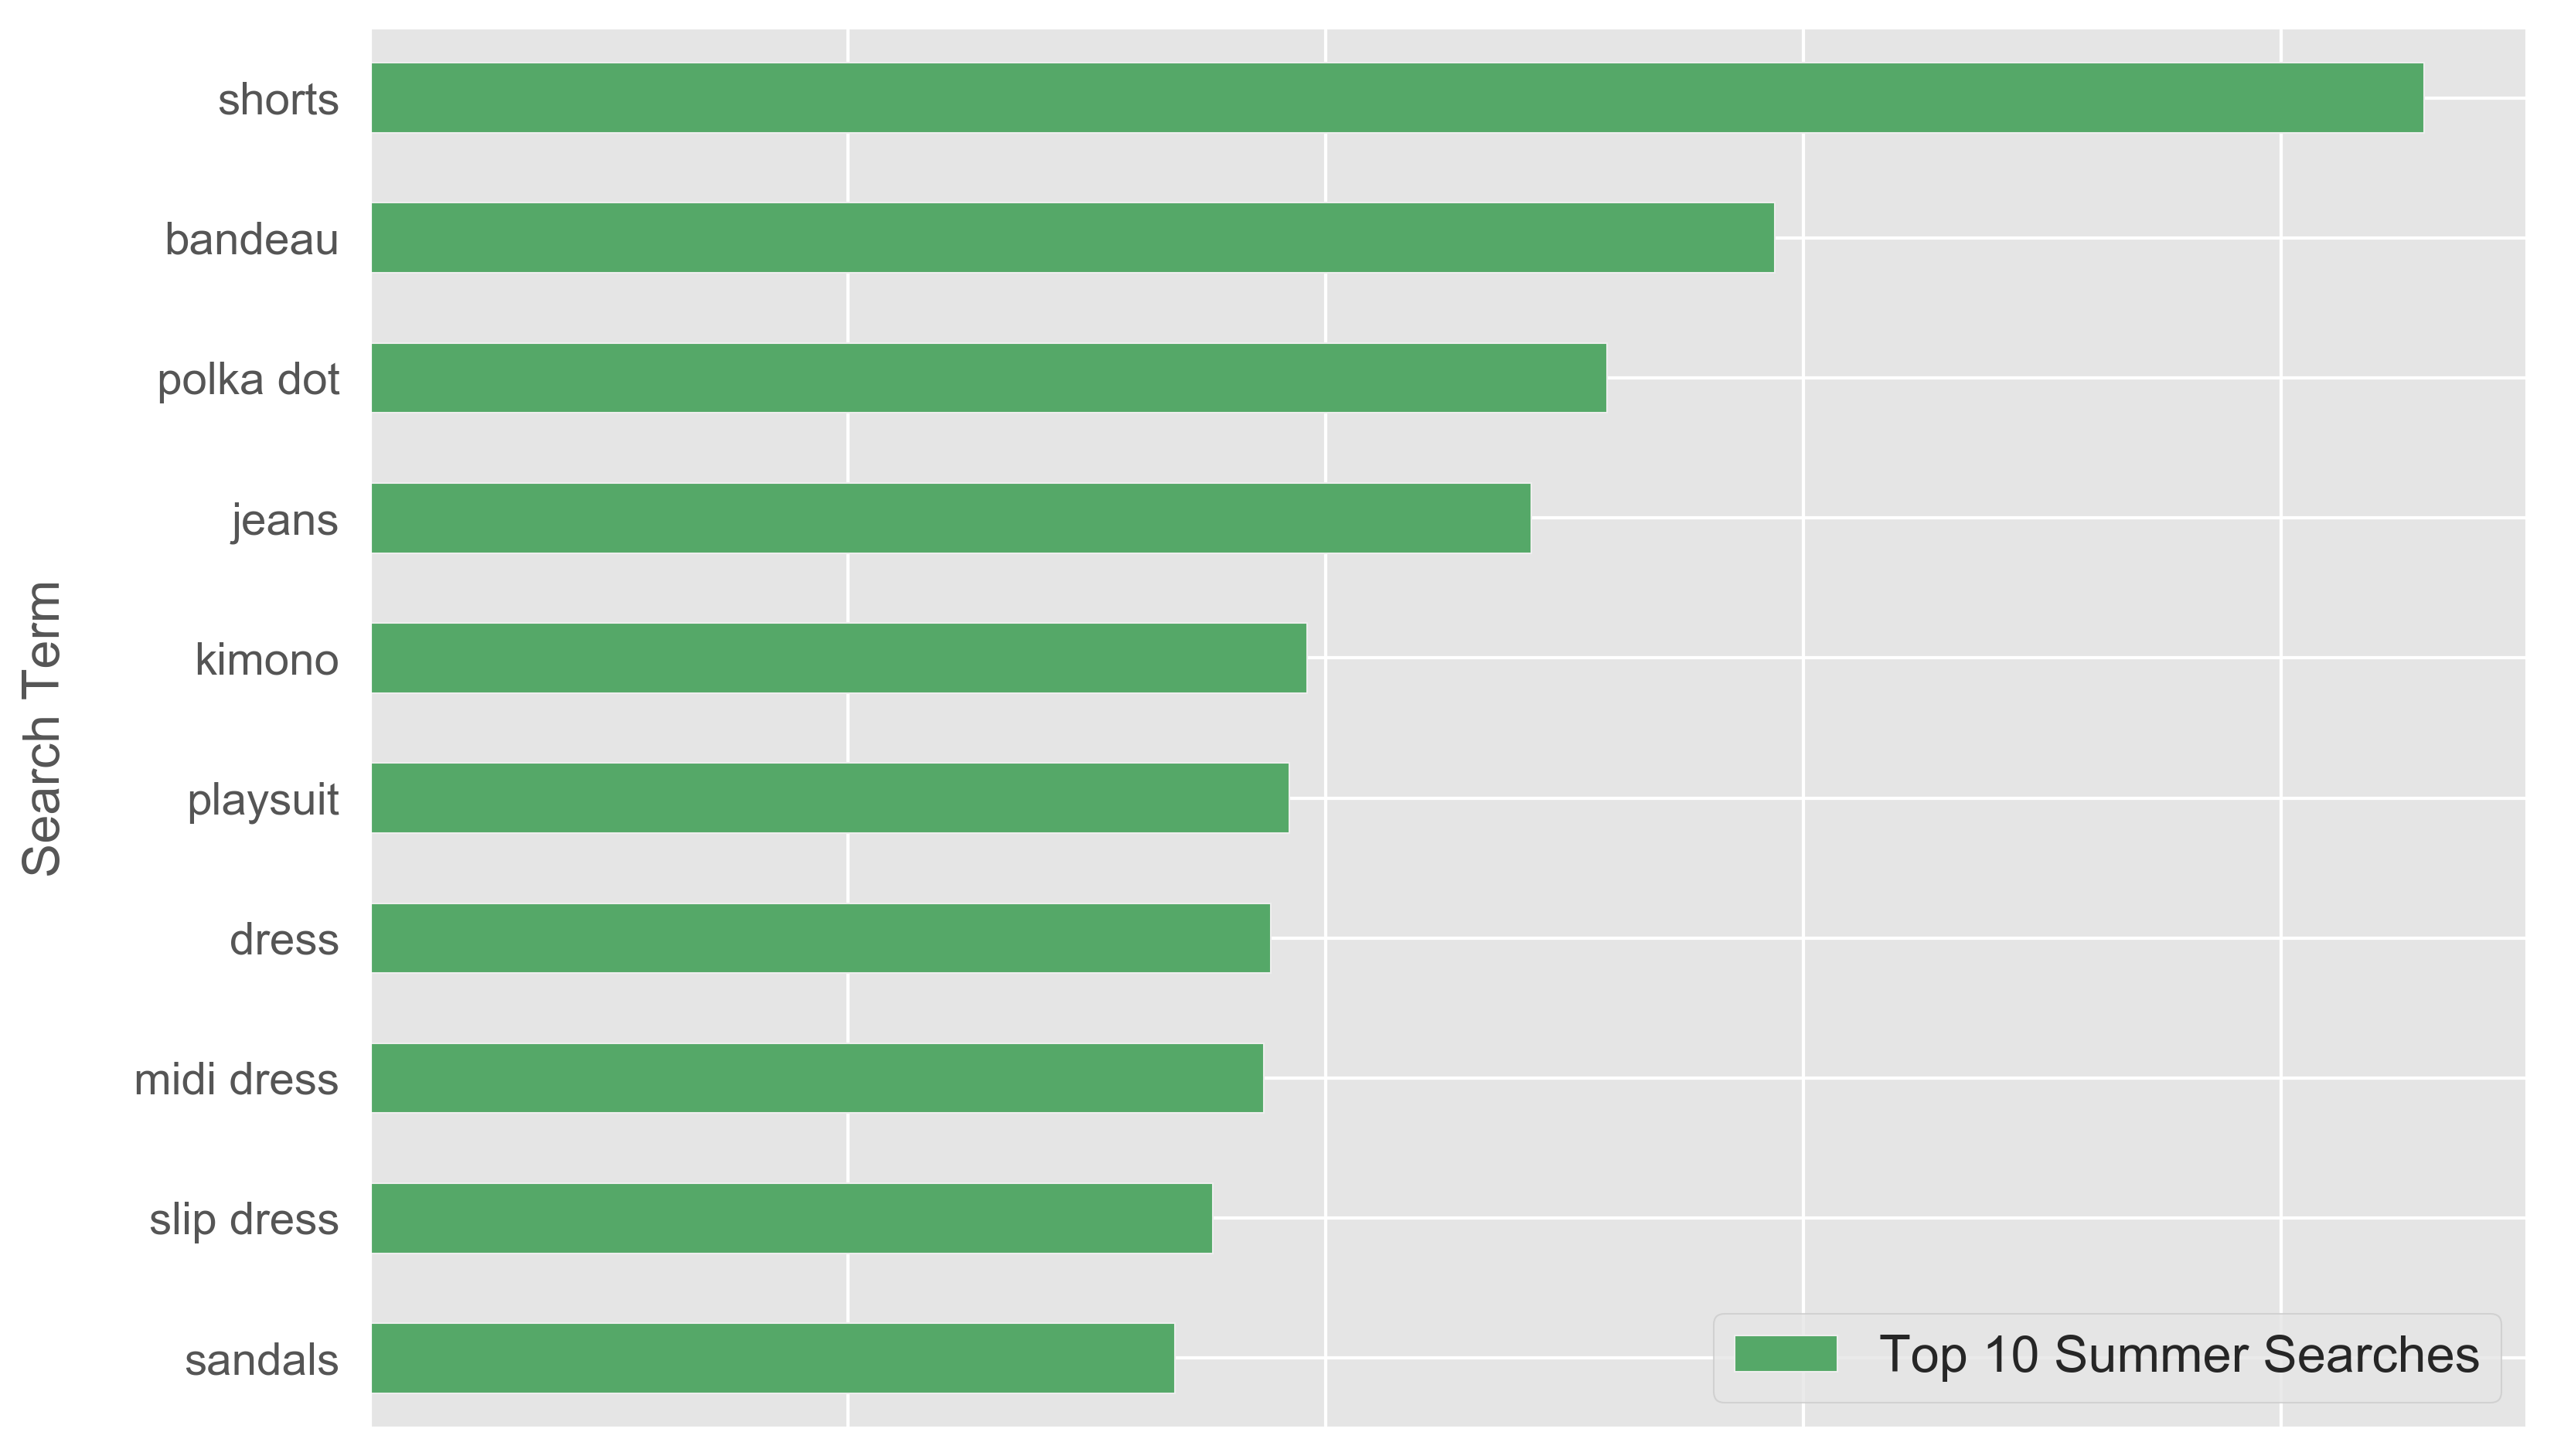 shorts
bandeau
polka dot
jeans
kimono
playsuit
dress
midi dress
slip dress
sandals
Search Term
Top 10 Summer Searches